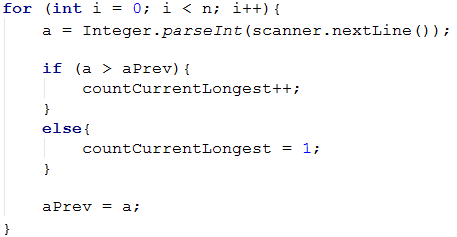 for (int i = 0; i < n; i++){
a = Integer.parseInt(scanner.nextLine());
if (a > aPrev){
countCurrentLongest++;
}
else{
countCurrentLongest = 1;
}
aPrev = a;
}